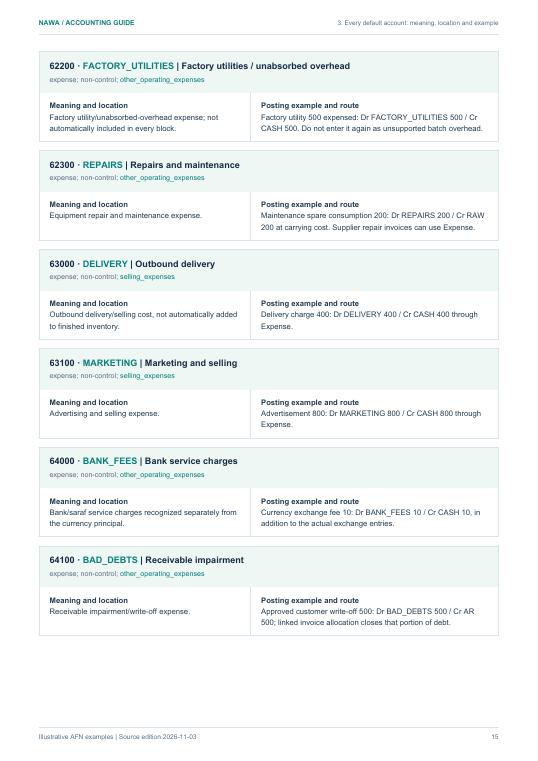 NAWA / ACCOUNTING GUIDE
3. Every default account: meaning, location and example
62200 · FACTORY_UTILITIES | Factory utilities / unabsorbed overhead
expense; non-control; other_operating_expenses
Meaning and location
Factory utility/unabsorbed-overhead expense; not
automatically included in every block.
Posting example and route
Factory utility 500 expensed: Dr FACTORY_UTILITIES 500 / Cr
CASH 500. Do not enter it again as unsupported batch overhead.
62300 · REPAIRS | Repairs and maintenance
expense; non-control; other_operating_expenses
Meaning and location
Equipment repair and maintenance expense.
Posting example and route
Maintenance spare consumption 200: Dr REPAIRS 200 / Cr RAW
200 at carrying cost. Supplier repair invoices can use Expense.
63000 · DELIVERY | Outbound delivery
expense; non-control; selling_expenses
Meaning and location
Outbound delivery/selling cost, not automatically added
to finished inventory.
Posting example and route
Delivery charge 400: Dr DELIVERY 400 / Cr CASH 400 through
Expense.
63100 · MARKETING | Marketing and selling
expense; non-control; selling_expenses
Meaning and location
Advertising and selling expense.
Posting example and route
Advertisement 800: Dr MARKETING 800 / Cr CASH 800 through
Expense.
64000 · BANK_FEES | Bank service charges
expense; non-control; other_operating_expenses
Meaning and location
Bank/saraf service charges recognized separately from
the currency principal.
Posting example and route
Currency exchange fee 10: Dr BANK_FEES 10 / Cr CASH 10, in
addition to the actual exchange entries.
64100 · BAD_DEBTS | Receivable impairment
expense; non-control; other_operating_expenses
Meaning and location
Receivable impairment/write-off expense.
Posting example and route
Approved customer write-off 500: Dr BAD_DEBTS 500 / Cr AR
500; linked invoice allocation closes that portion of debt.
Illustrative AFN examples | Source edition 2026-11-03
15